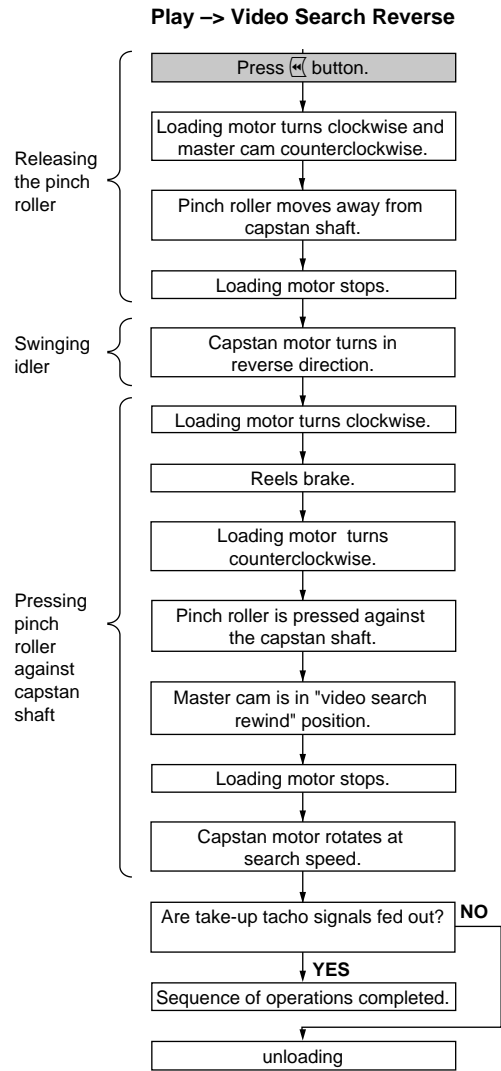 Play –> Video Search Reverse
Press button.
Releasing
the pinch
roller
Loading motor turns clockwise and
master cam counterclockwise.
Pinch roller moves away from
capstan shaft.
Loading motor stops.
Swinging
idler
Capstan motor turns in
reverse direction.
Pressing
pinch
roller
against
capstan
shaft
Loading motor turns clockwise.
Reels brake.
Loading motor turns
counterclockwise.
Pinch roller is pressed against
the capstan shaft.
Master cam is in "video search
rewind" position.
Loading motor stops.
Capstan motor rotates at
search speed.
Are take-up tacho signals fed out?
NO
YES
Sequence of operations completed.
unloading